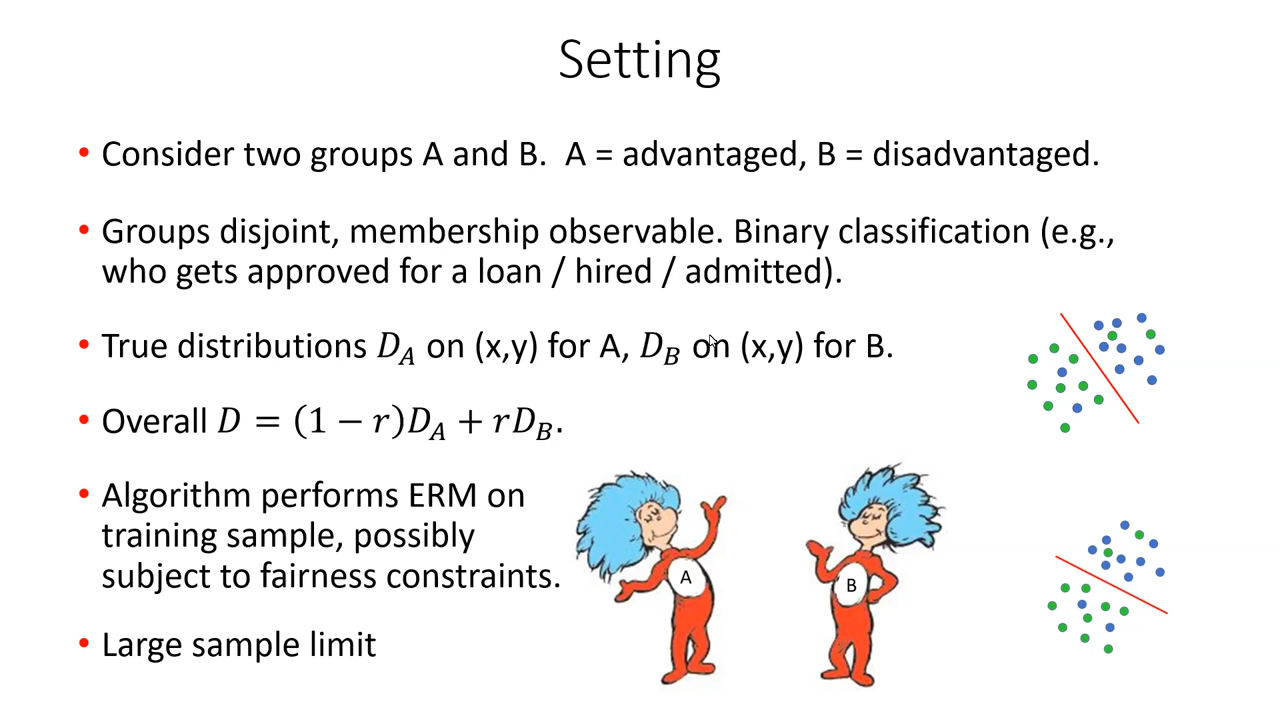 Setting
• Consider two groups A and B.  A = advantaged, B = disadvantaged.
• Groups disjoint, membership observable. Binary classification (e.g.,
who gets approved for a loan / hired / admitted).
• True distributions D_A on (x,y) for A, D_B on (x,y) for B.
• Overall D = (1 − r)D_A + rD_B.
• Algorithm performs ERM on
training sample, possibly
subject to fairness constraints.
• Large sample limit
A
B